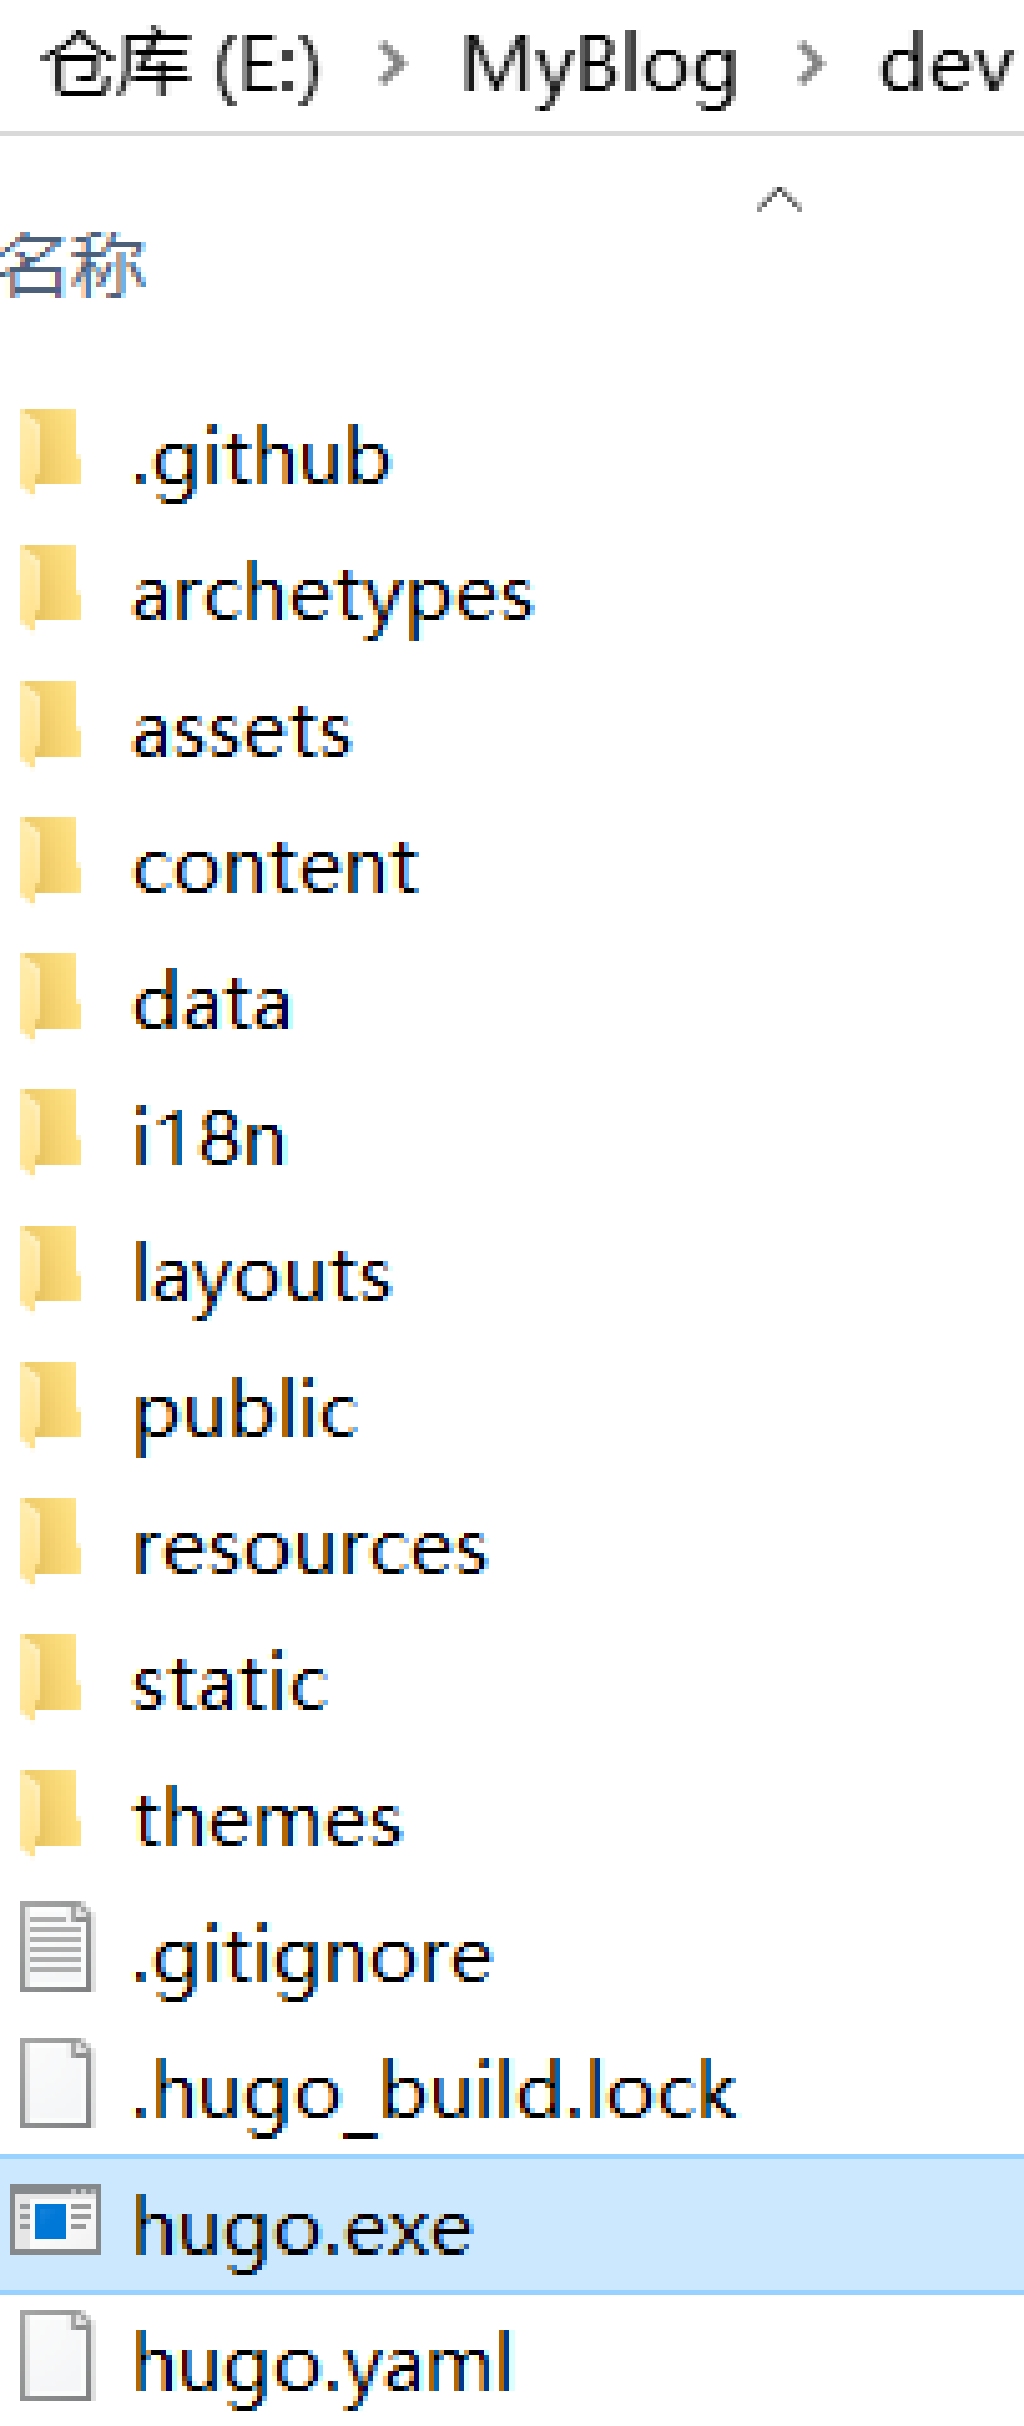 仓库 (E:) > MyBlog > dev
名称
.github
archetypes
assets
content
data
i18n
layouts
public
resources
static
themes
.gitignore
.hugo_build.lock
hugo.exe
hugo.yaml